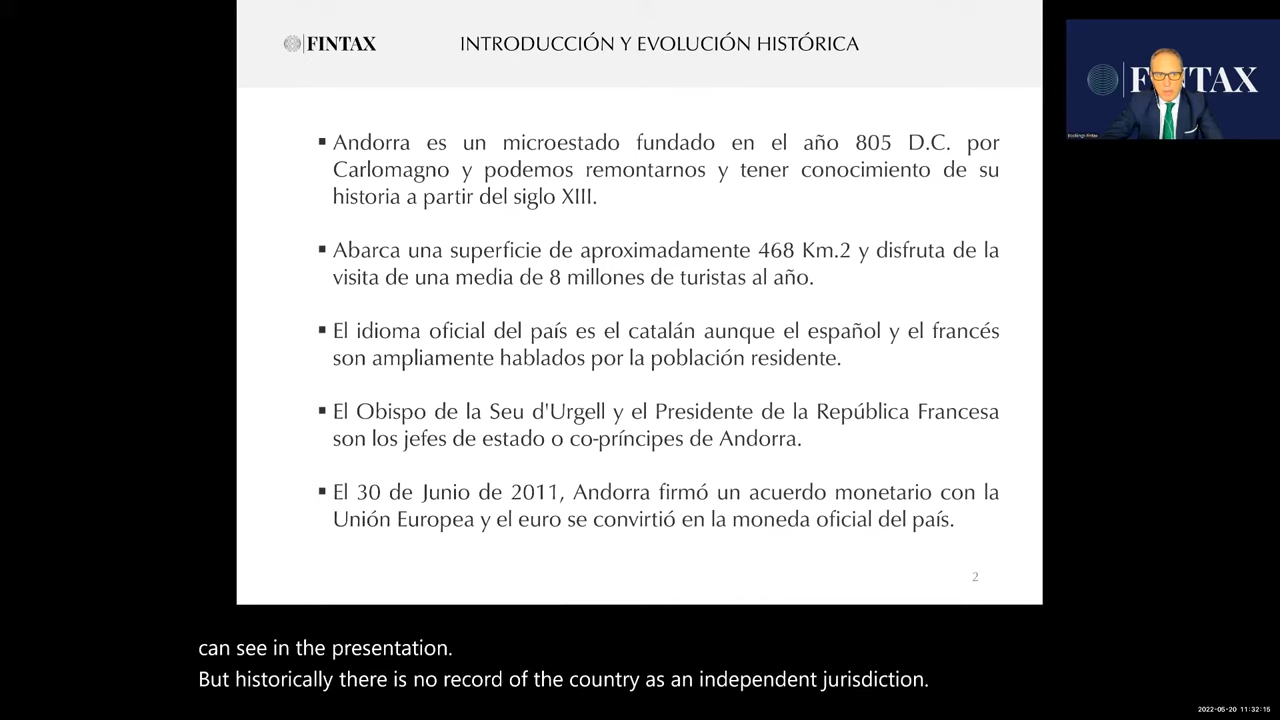 FINTAX
INTRODUCCIÓN Y EVOLUCIÓN HISTÓRICA
FINTAX
▪ Andorra es un microestado fundado en el año 805 D.C. por
Carlomagno y podemos remontarnos y tener conocimiento de su
historia a partir del siglo XIII.
▪ Abarca una superficie de aproximadamente 468 Km.2 y disfruta de la
visita de una media de 8 millones de turistas al año.
▪ El idioma oficial del país es el catalán aunque el español y el francés
son ampliamente hablados por la población residente.
▪ El Obispo de la Seu d'Urgell y el Presidente de la República Francesa
son los jefes de estado o co-príncipes de Andorra.
▪ El 30 de Junio de 2011, Andorra firmó un acuerdo monetario con la
Unión Europea y el euro se convirtió en la moneda oficial del país.
2
can see in the presentation.
But historically there is no record of the country as an independent jurisdiction.
2022-05-20 11:32:15